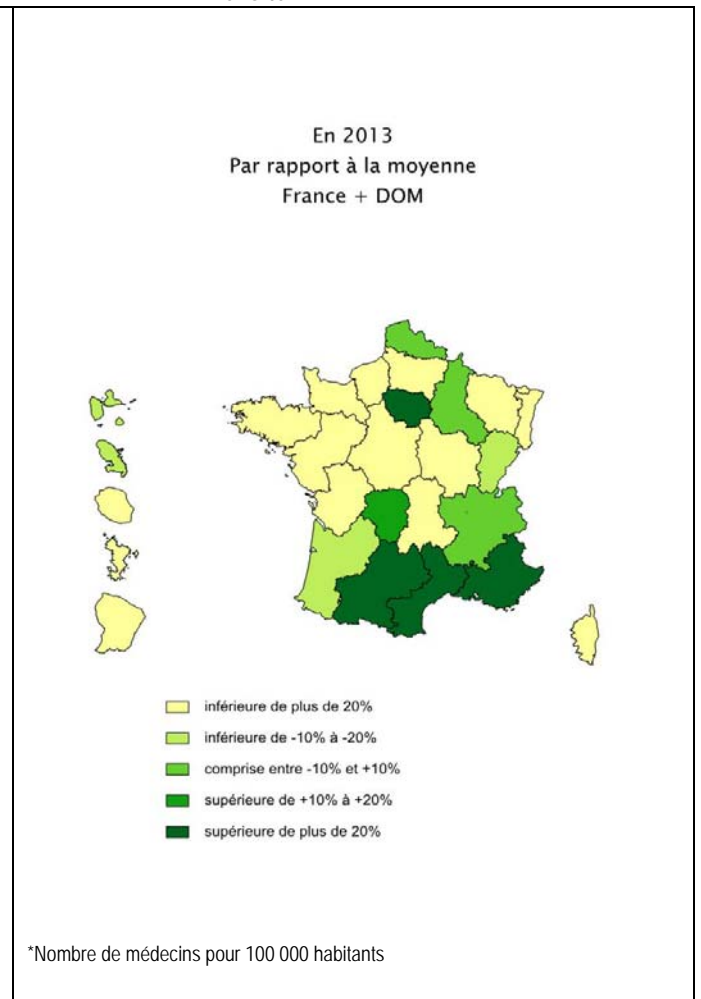 En 2013
Par rapport à la moyenne
France + DOM
inférieure de plus de 20%
inférieure de -10% à -20%
comprise entre -10% et +10%
supérieure de +10% à +20%
supérieure de plus de 20%
*Nombre de médecins pour 100 000 habitants